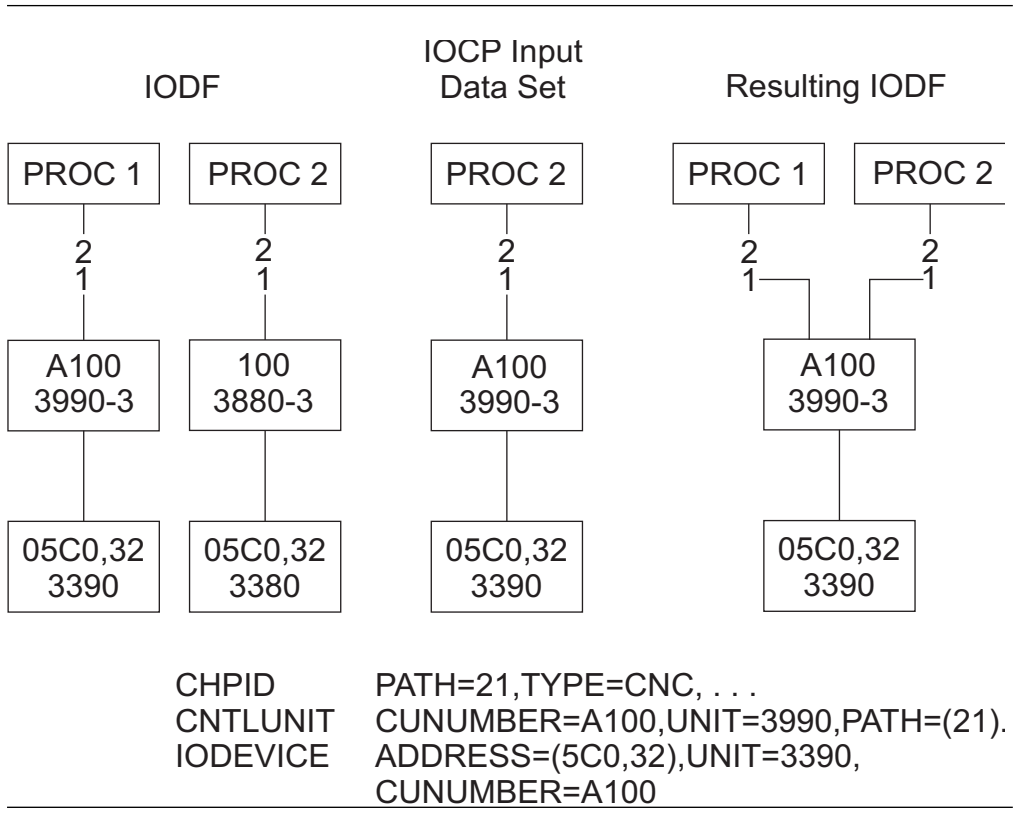 IODF
IOCP Input
Data Set
Resulting IODF
PROC 1
PROC 2
PROC 2
PROC 1
PROC 2
2
1
2
1
2
1
2
1
2
1
A100
3990-3
100
3880-3
A100
3990-3
A100
3990-3
05C0,32
3390
05C0,32
3380
05C0,32
3390
05C0,32
3390
CHPID PATH=21,TYPE=CNC, . . .
CNTLUNIT CUNUMBER=A100,UNIT=3990,PATH=(21).
IODEVICE ADDRESS=(5C0,32),UNIT=3390,
CUNUMBER=A100